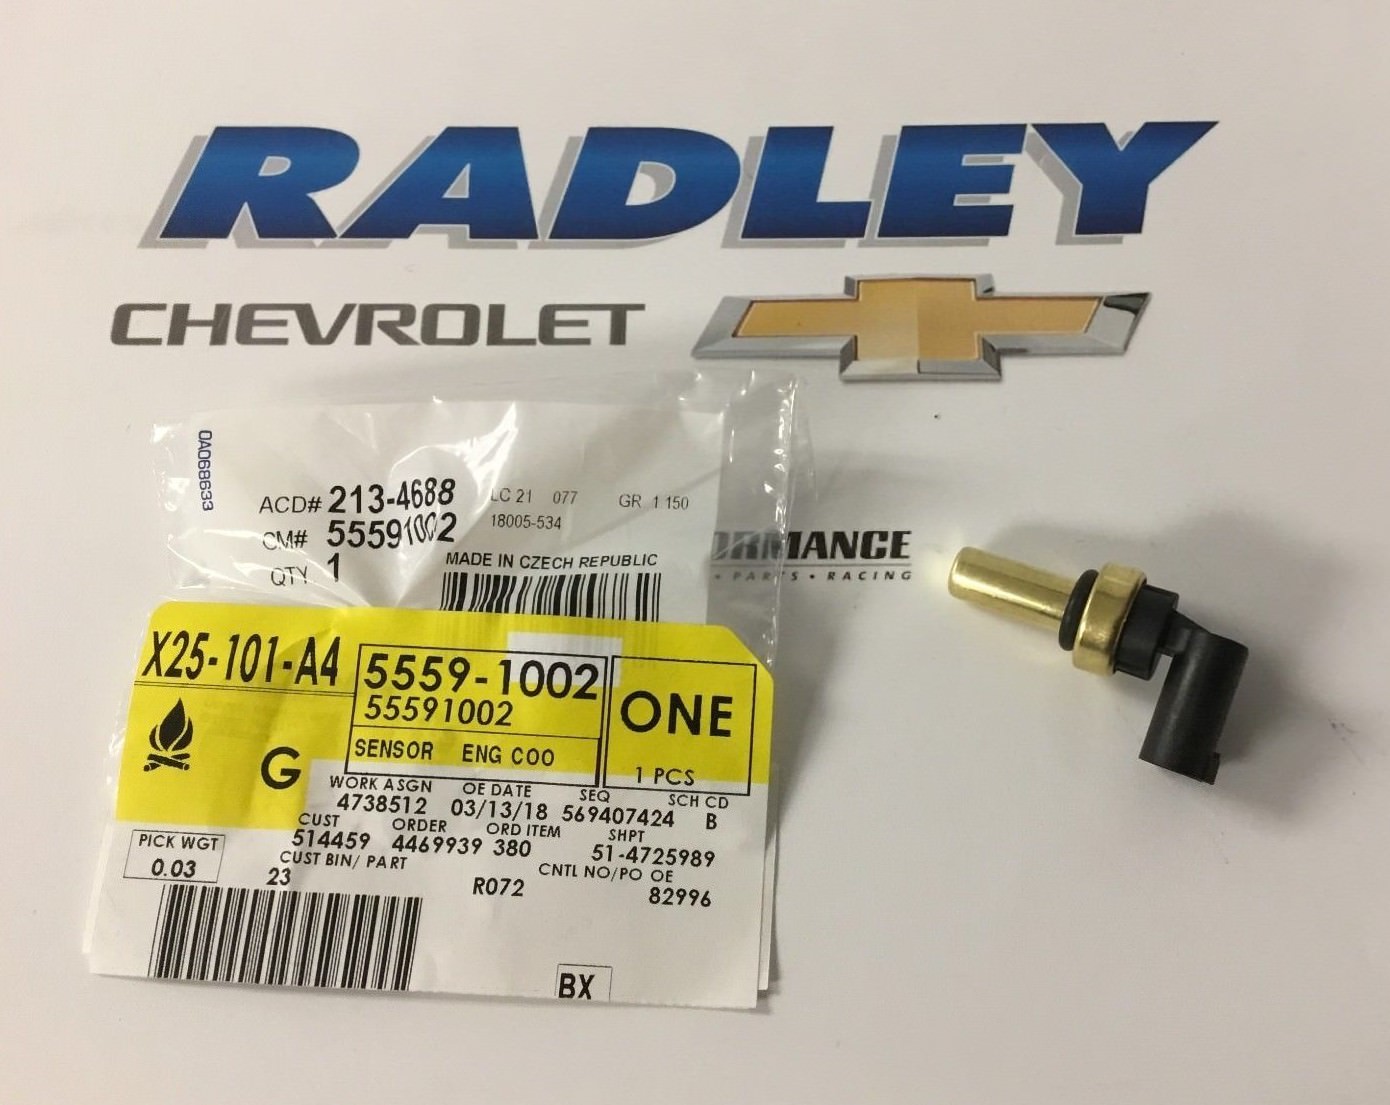 RADLEY
CHEVROLET
0A068633
ACD# 213-4688 LC 21 077 GR 1 150
GM# 55591002 18005-534
QTY 1 MADE IN CZECH REPUBLIC
RMANCE
• PARTS • RACING
X25-101-A4
5559-1002
55591002
ONE
G
SENSOR ENG COO
1 PCS
WORK ASGN OE DATE SEQ SCH CD
4738512 03/13/18 569407424 B
CUST ORDER ORD ITEM SHPT
514459 4469939 380 51-4725989
PICK WGT
0.03
CUST BIN/ PART CNTL NO/PO OE
23 R072 82996
BX